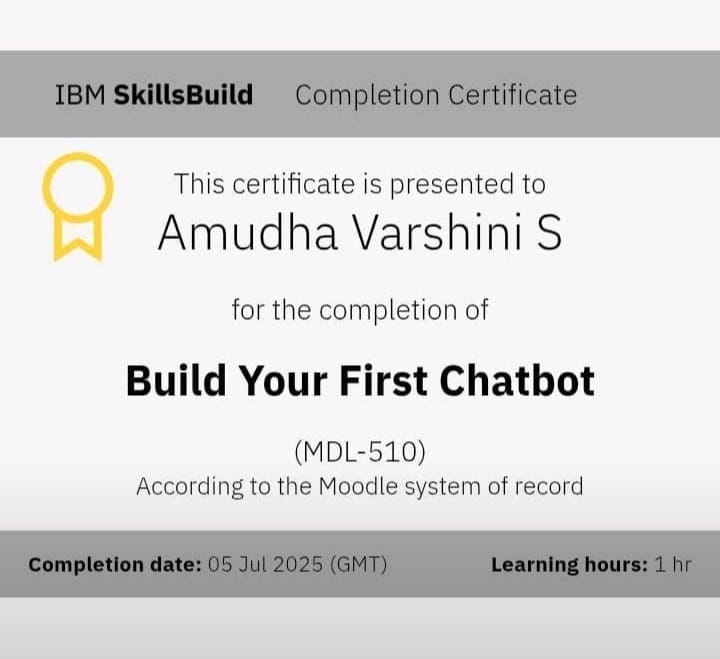 IBM SkillsBuild Completion Certificate
This certificate is presented to
Amudha Varshini S
for the completion of
Build Your First Chatbot
(MDL-510)
According to the Moodle system of record
Completion date: 05 Jul 2025 (GMT) Learning hours: 1 hr